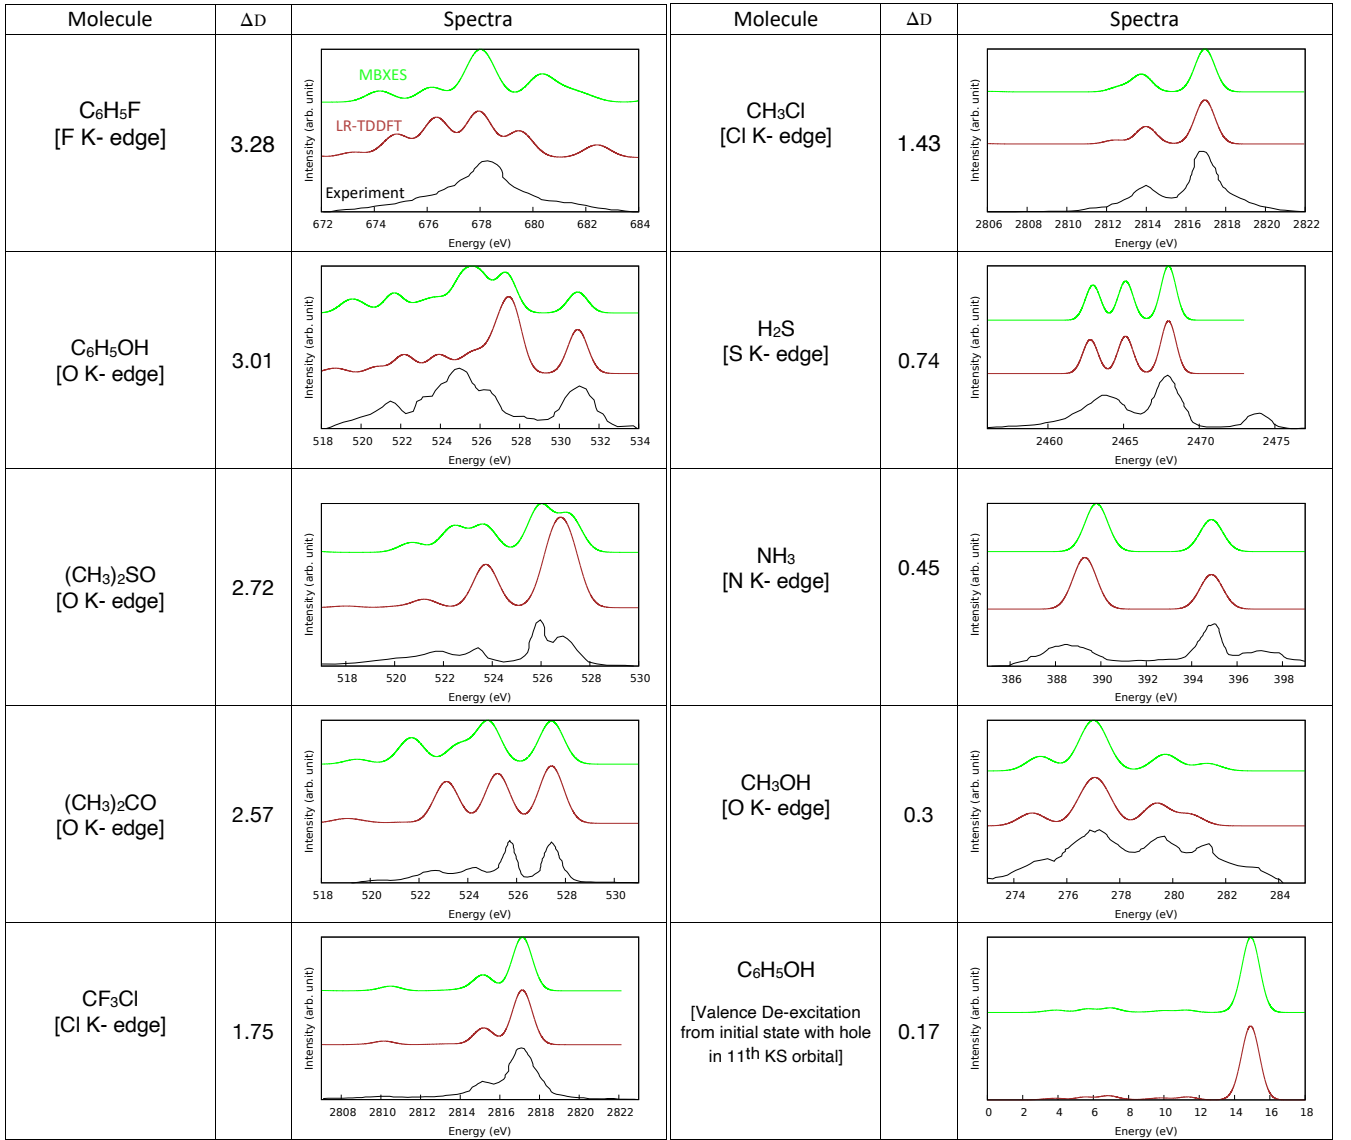 Molecule ΔD Spectra
C₆H₅F
[F K- edge]
3.28
MBXES
LR-TDDFT
Experiment
Intensity (arb. unit)
672 674 676 678 680 682 684
Energy (eV)
C₆H₅OH
[O K- edge]
3.01
Intensity (arb. unit)
518 520 522 524 526 528 530 532 534
Energy (eV)
(CH₃)₂SO
[O K- edge]
2.72
Intensity (arb. unit)
518 520 522 524 526 528 530
Energy (eV)
(CH₃)₂CO
[O K- edge]
2.57
Intensity (arb. unit)
518 520 522 524 526 528 530
Energy (eV)
CF₃Cl
[Cl K- edge]
1.75
Intensity (arb. unit)
2808 2810 2812 2814 2816 2818 2820 2822
Energy (eV)
Molecule ΔD Spectra
CH₃Cl
[Cl K- edge]
1.43
Intensity (arb. unit)
2806 2808 2810 2812 2814 2816 2818 2820 2822
Energy (eV)
H₂S
[S K- edge]
0.74
Intensity (arb. unit)
2460 2465 2470 2475
Energy (eV)
NH₃
[N K- edge]
0.45
Intensity (arb. unit)
386 388 390 392 394 396 398
Energy (eV)
CH₃OH
[O K- edge]
0.3
Intensity (arb. unit)
274 276 278 280 282 284
Energy (eV)
C₆H₅OH
[Valence De-excitation
from initial state with hole
in 11th KS orbital]
0.17
Intensity (arb. unit)
0 2 4 6 8 10 12 14 16 18
Energy (eV)